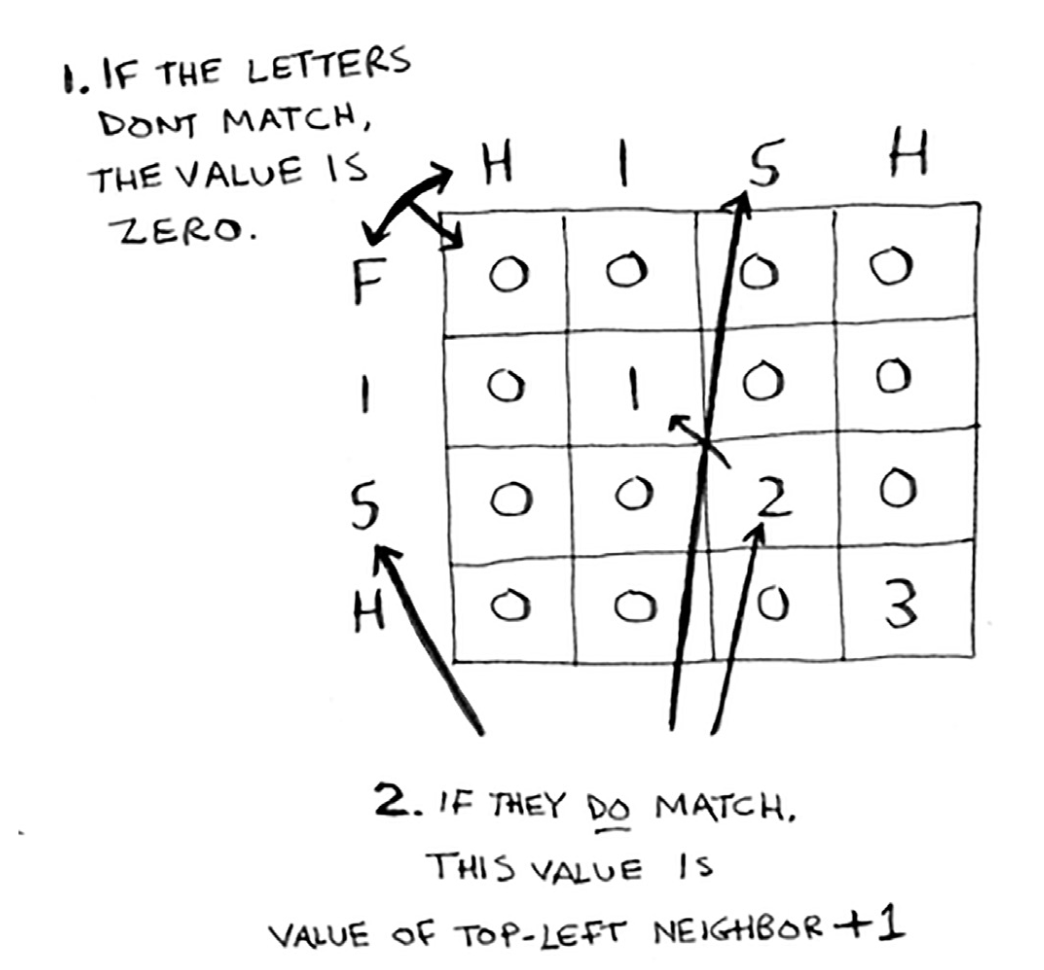 1. IF THE LETTERS
DONT MATCH,
THE VALUE IS
ZERO.
H I S H
F 0 0 0 0
I 0 1 0 0
S 0 0 2 0
H 0 0 0 3
2. IF THEY DO MATCH.
THIS VALUE IS
VALUE OF TOP-LEFT NEIGHBOR +1